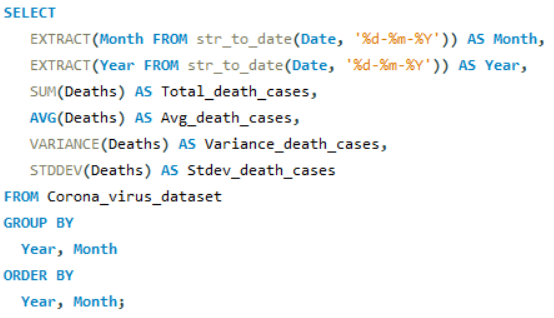 SELECT
EXTRACT(Month FROM str_to_date(Date, '%d-%m-%Y')) AS Month,
EXTRACT(Year FROM str_to_date(Date, '%d-%m-%Y')) AS Year,
SUM(Deaths) AS Total_death_cases,
AVG(Deaths) AS Avg_death_cases,
VARIANCE(Deaths) AS Variance_death_cases,
STDDEV(Deaths) AS Stdev_death_cases
FROM Corona_virus_dataset
GROUP BY
Year, Month
ORDER BY
Year, Month;